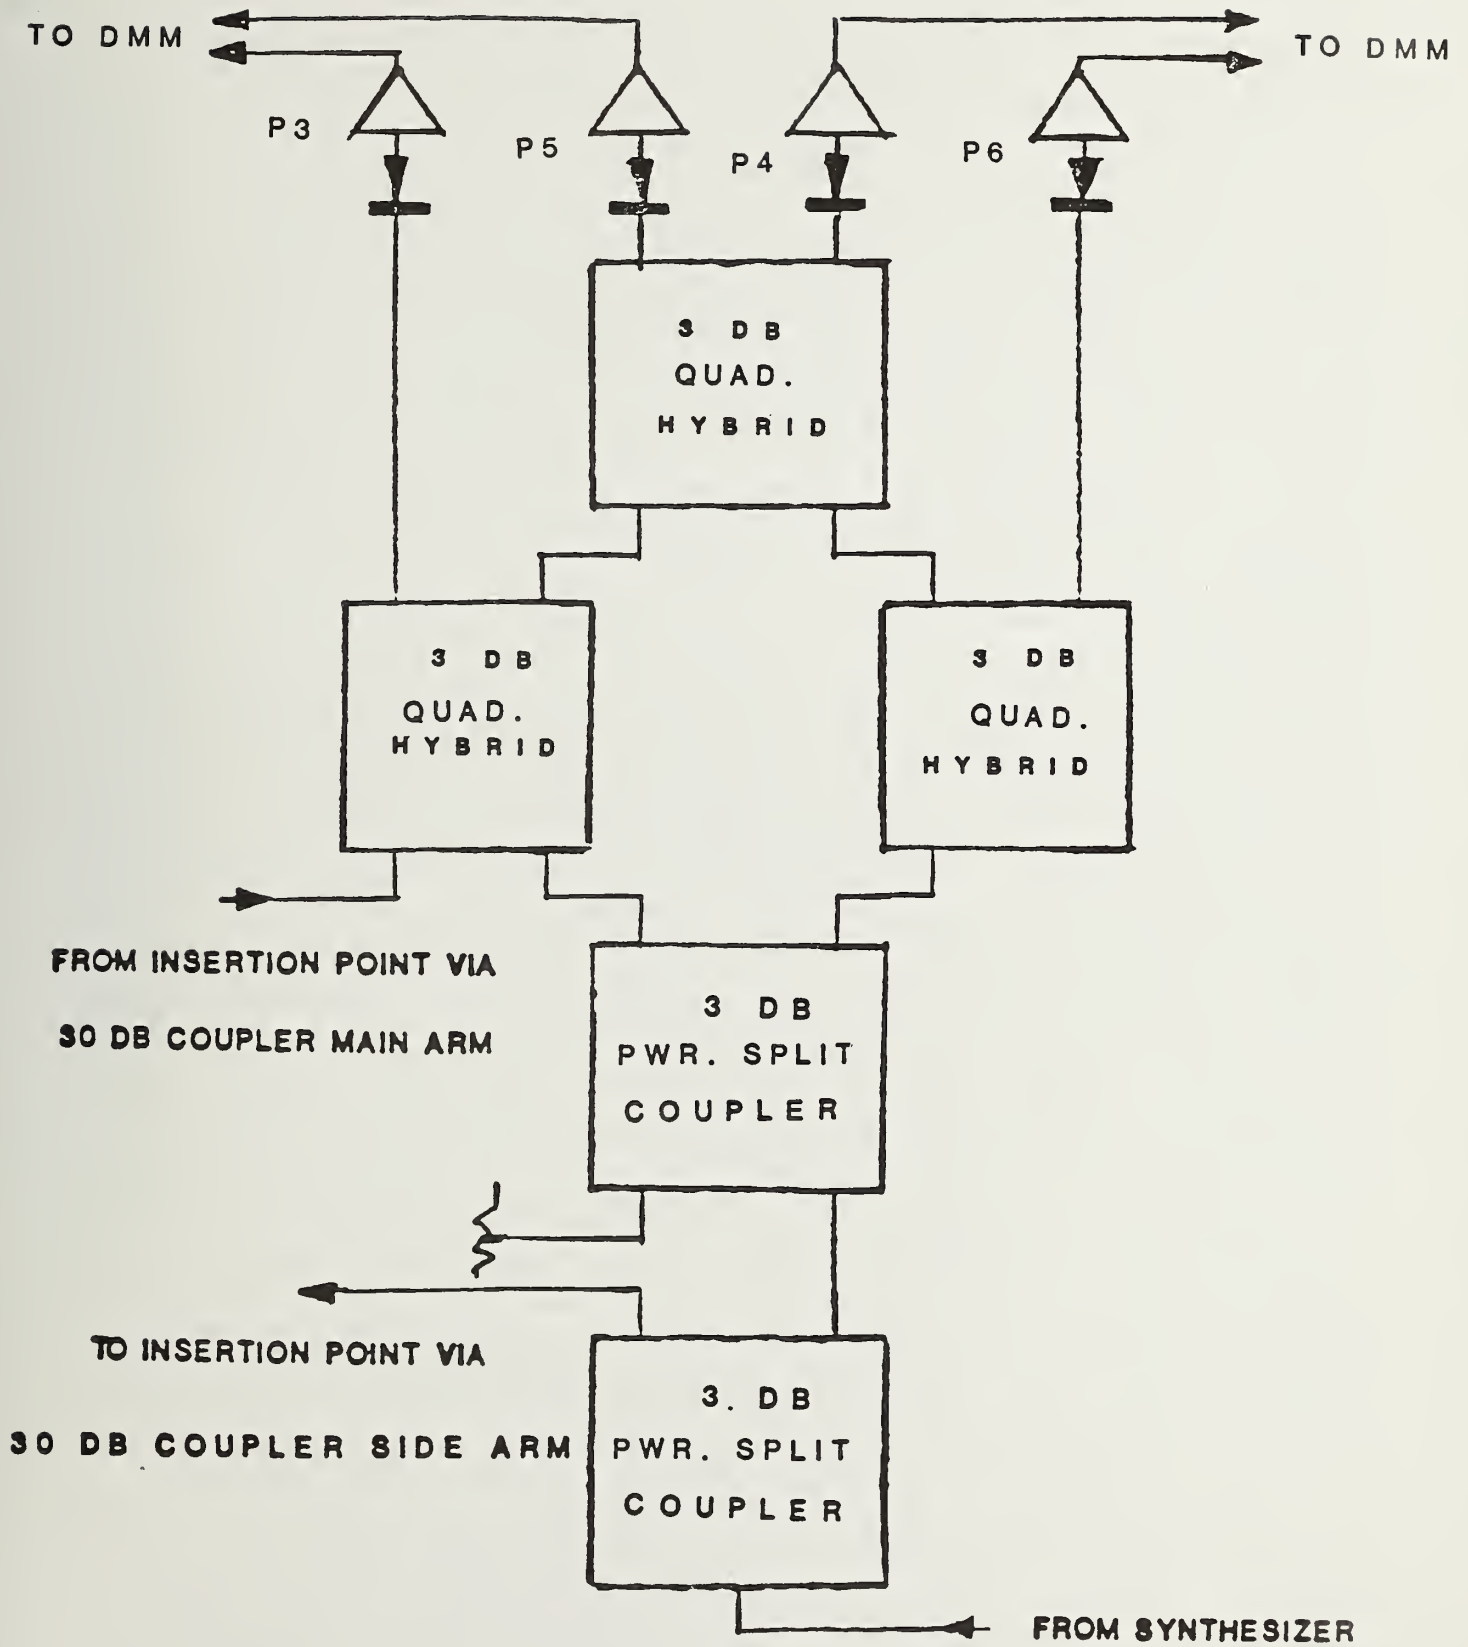 TO DMM
TO DMM
P3
P5
P4
P6
3 DB
QUAD.
HYBRID
3 DB
QUAD.
HYBRID
3 DB
QUAD.
HYBRID
FROM INSERTION POINT VIA
30 DB COUPLER MAIN ARM
3 DB
PWR. SPLIT
COUPLER
TO INSERTION POINT VIA
30 DB COUPLER SIDE ARM
3. DB
PWR. SPLIT
COUPLER
FROM SYNTHESIZER